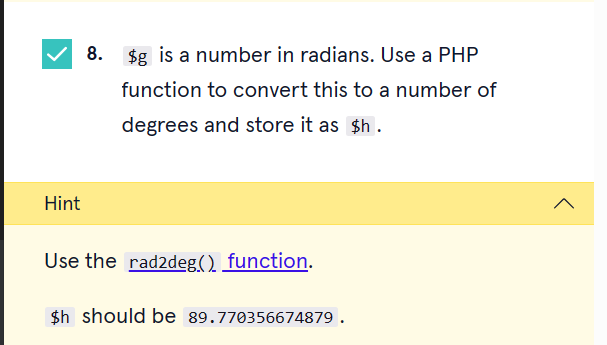 8. $g is a number in radians. Use a PHP
function to convert this to a number of
degrees and store it as $h.
Hint
Use the rad2deg() function.
$h should be 89.770356674879.